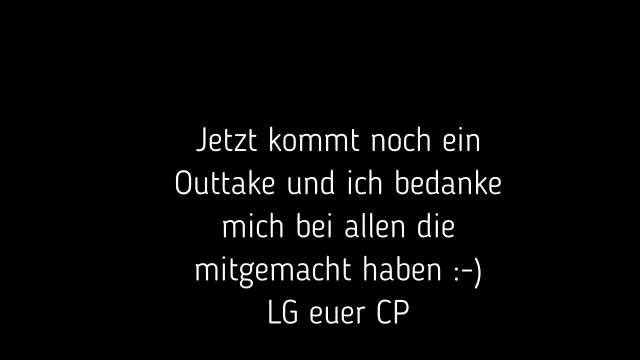 Jetzt kommt noch ein
Outtake und ich bedanke
mich bei allen die
mitgemacht haben :-)
LG euer CP